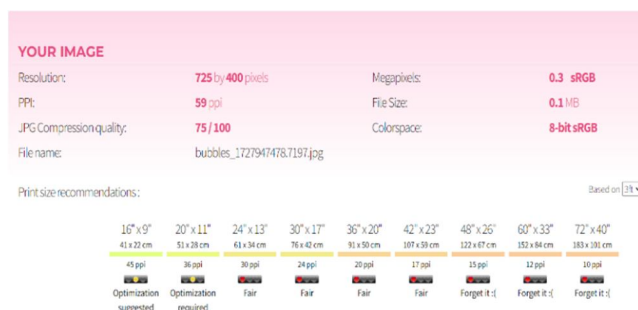 YOUR IMAGE
Resolution: 725 by 400 pixels Megapixels: 0.3 sRGB
PPI: 59 ppi File Size: 0.1 MB
JPG Compression quality: 75/100 Colorspace: 8-bit sRGB
File name: bubbles_1727947478.7197.jpg
Print size recommendations: Based on 3ft
16" x 9" 20" x 11" 24" x 13" 30" x 17" 36" x 20" 42" x 23" 48" x 26" 60" x 33" 72" x 40"
41 x 22 cm 51 x 28 cm 61 x 34 cm 76 x 42 cm 91 x 50 cm 107 x 59 cm 122 x 67 cm 152 x 84 cm 183 x 101 cm
45 ppi 36 ppi 30 ppi 24 ppi 20 ppi 17 ppi 15 ppi 12 ppi 10 ppi
Optimization Optimization Fair Fair Fair Fair Forget it :( Forget it :( Forget it :(
suggested required